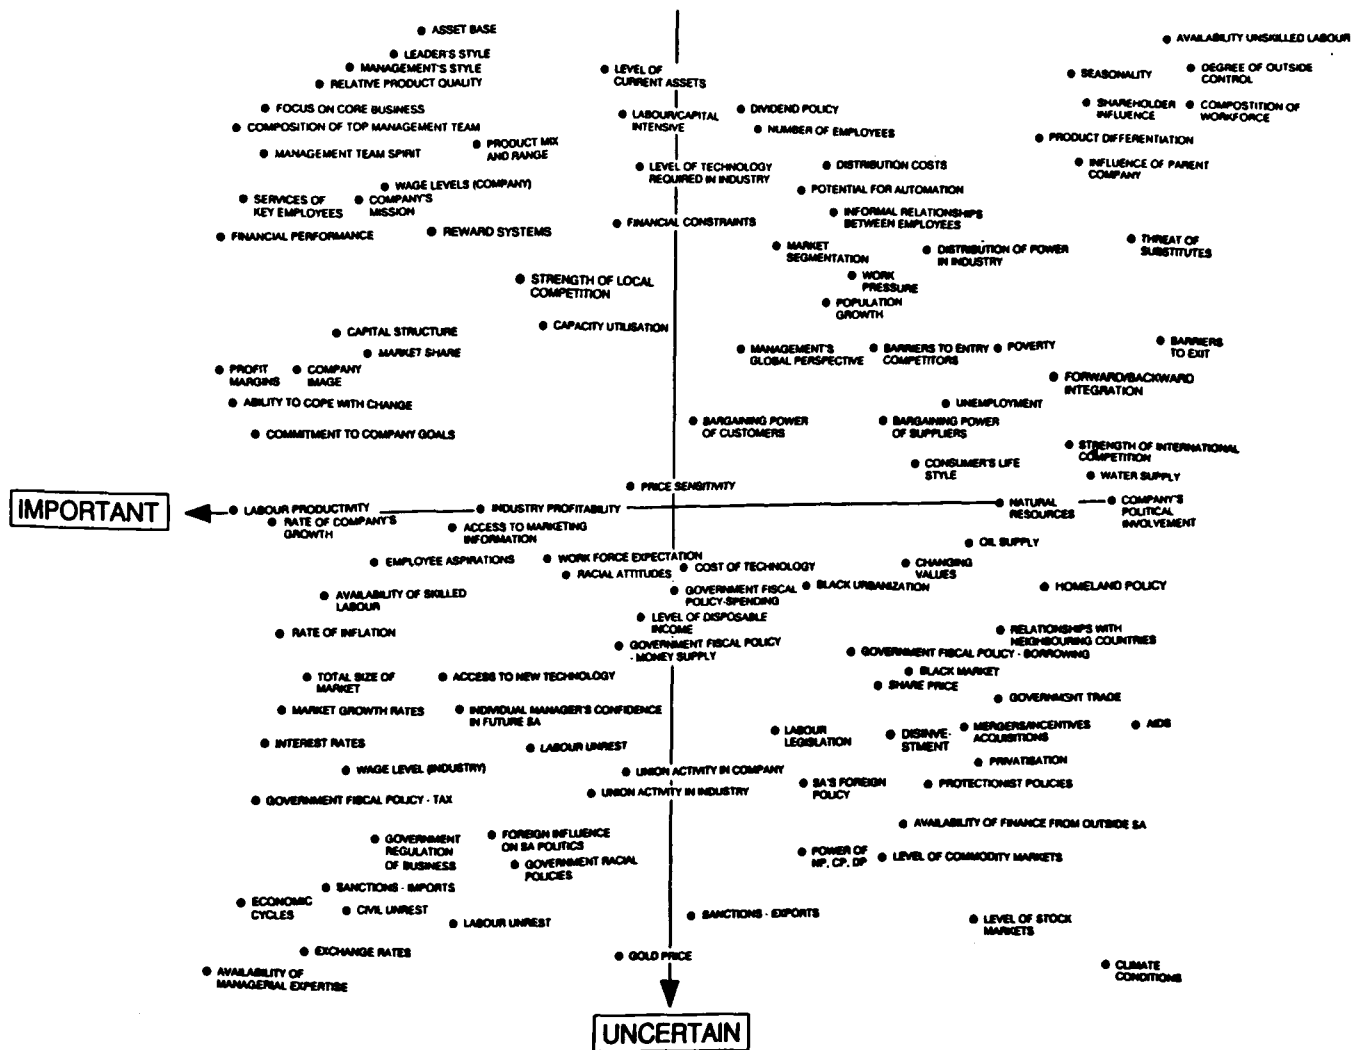 ASSET BASE
AVAILABILITY UNSKILLED LABOUR
LEADER'S STYLE
MANAGEMENT'S STYLE
RELATIVE PRODUCT QUALITY
LEVEL OF
CURRENT ASSETS
SEASONALITY
DEGREE OF OUTSIDE
CONTROL
FOCUS ON CORE BUSINESS
COMPOSITION OF TOP MANAGEMENT TEAM
LABOUR/CAPITAL
INTENSIVE
DIVIDEND POLICY
NUMBER OF EMPLOYEES
SHAREHOLDER
INFLUENCE
COMPOSTITION OF
WORKFORCE
MANAGEMENT TEAM SPIRIT
PRODUCT MIX
AND RANGE
PRODUCT DIFFERENTIATION
LEVEL OF TECHNOLOGY
REQUIRED IN INDUSTRY
DISTRIBUTION COSTS
INFLUENCE OF PARENT
COMPANY
WAGE LEVELS (COMPANY)
POTENTIAL FOR AUTOMATION
SERVICES OF
KEY EMPLOYEES
COMPANY'S
MISSION
INFORMAL RELATIONSHIPS
BETWEEN EMPLOYEES
FINANCIAL CONSTRAINTS
FINANCIAL PERFORMANCE
REWARD SYSTEMS
MARKET
SEGMENTATION
DISTRIBUTION OF POWER
IN INDUSTRY
THREAT OF
SUBSTITUTES
STRENGTH OF LOCAL
COMPETITION
WORK
PRESSURE
POPULATION
GROWTH
CAPITAL STRUCTURE
CAPACITY UTILISATION
MARKET SHARE
MANAGEMENT'S
GLOBAL PERSPECTIVE
BARRIERS TO ENTRY
COMPETITORS
POVERTY
BARRIERS
TO EXIT
PROFIT
MARGINS
COMPANY
IMAGE
FORWARD/BACKWARD
INTEGRATION
ABILITY TO COPE WITH CHANGE
UNEMPLOYMENT
COMMITMENT TO COMPANY GOALS
BARGAINING POWER
OF CUSTOMERS
BARGAINING POWER
OF SUPPLIERS
STRENGTH OF INTERNATIONAL
COMPETITION
CONSUMER'S LIFE
STYLE
WATER SUPPLY
PRICE SENSITIVITY
IMPORTANT
LABOUR PRODUCTIVITY
INDUSTRY PROFITABILITY
NATURAL
RESOURCES
COMPANY'S
POLITICAL
INVOLVEMENT
RATE OF COMPANY'S
GROWTH
ACCESS TO MARKETING
INFORMATION
OIL SUPPLY
EMPLOYEE ASPIRATIONS
WORK FORCE EXPECTATION
RACIAL ATTITUDES
COST OF TECHNOLOGY
CHANGING
VALUES
AVAILABILITY OF SKILLED
LABOUR
GOVERNMENT FISCAL
POLICY-SPENDING
BLACK URBANIZATION
HOMELAND POLICY
LEVEL OF DISPOSABLE
INCOME
RATE OF INFLATION
RELATIONSHIPS WITH
NEIGHBOURING COUNTRIES
GOVERNMENT FISCAL POLICY
- MONEY SUPPLY
GOVERNMENT FISCAL POLICY - BORROWING
TOTAL SIZE OF
MARKET
ACCESS TO NEW TECHNOLOGY
BLACK MARKET
SHARE PRICE
GOVERNMENT TRADE
MARKET GROWTH RATES
INDIVIDUAL MANAGER'S CONFIDENCE
IN FUTURE SA
LABOUR
LEGISLATION
DISINVE-
STMENT
MERGERS/INCENTIVES
ACQUISITIONS
AIDS
INTEREST RATES
LABOUR UNREST
PRIVATISATION
WAGE LEVEL (INDUSTRY)
UNION ACTIVITY IN COMPANY
GOVERNMENT FISCAL POLICY - TAX
UNION ACTIVITY IN INDUSTRY
SA'S FOREIGN
POLICY
PROTECTIONIST POLICIES
AVAILABILITY OF FINANCE FROM OUTSIDE SA
GOVERNMENT
REGULATION
OF BUSINESS
FOREIGN INFLUENCE
ON SA POLITICS
GOVERNMENT RACIAL
POLICIES
POWER OF
NP, CP, DP
LEVEL OF COMMODITY MARKETS
SANCTIONS - IMPORTS
ECONOMIC
CYCLES
CIVIL UNREST
LABOUR UNREST
SANCTIONS - EXPORTS
LEVEL OF STOCK
MARKETS
EXCHANGE RATES
GOLD PRICE
AVAILABILITY OF
MANAGERIAL EXPERTISE
CLIMATE
CONDITIONS
UNCERTAIN